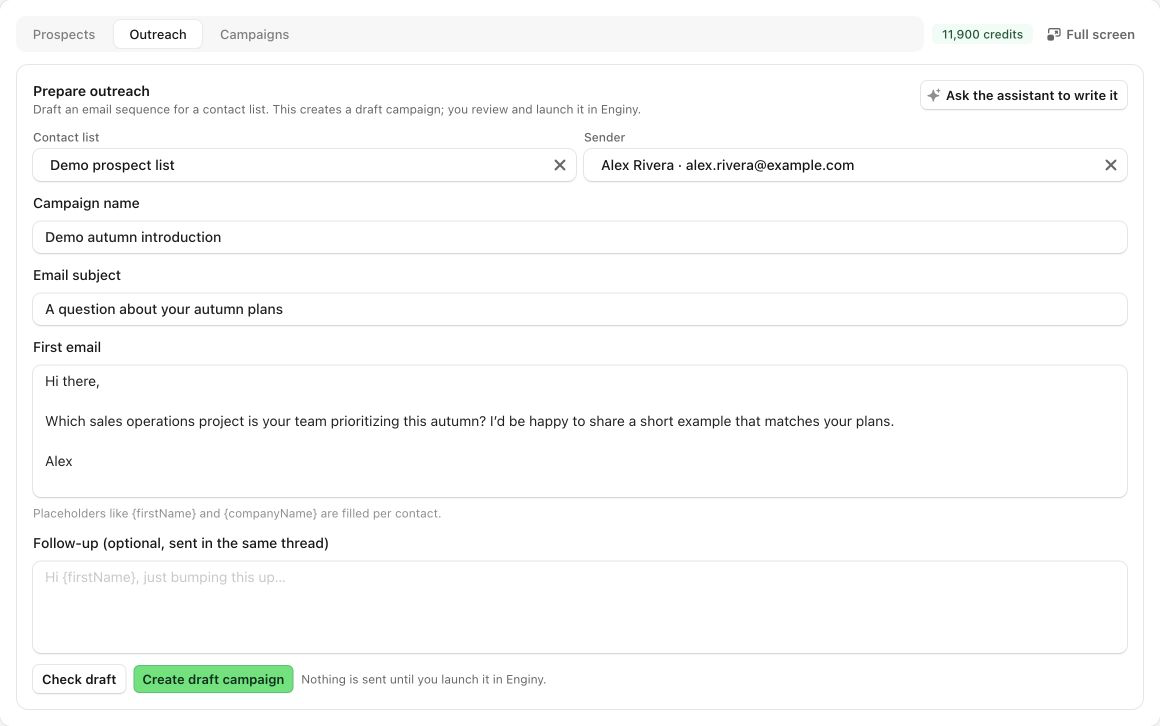 Prospects
Outreach
Campaigns
11,900 credits
Full screen
Prepare outreach
Draft an email sequence for a contact list. This creates a draft campaign; you review and launch it in Enginy.
Ask the assistant to write it
Contact list
Demo prospect list
Sender
Alex Rivera · alex.rivera@example.com
Campaign name
Demo autumn introduction
Email subject
A question about your autumn plans
First email
Hi there,
Which sales operations project is your team prioritizing this autumn? I’d be happy to share a short example that matches your plans.
Alex
Placeholders like {firstName} and {companyName} are filled per contact.
Follow-up (optional, sent in the same thread)
Hi {firstName}, just bumping this up...
Check draft
Create draft campaign
Nothing is sent until you launch it in Enginy.